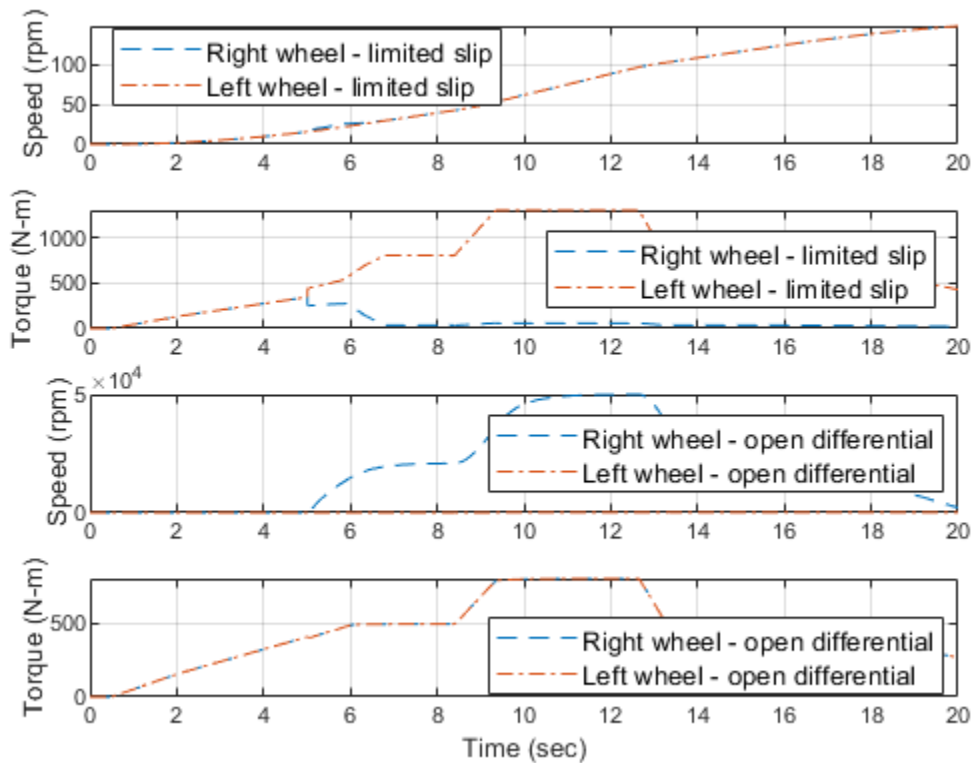 Speed (rpm)
100
50
0
Right wheel - limited slip
Left wheel - limited slip
0 2 4 6 8 10 12 14 16 18 20
Torque (N-m)
1000
500
0
Right wheel - limited slip
Left wheel - limited slip
0 2 4 6 8 10 12 14 16 18 20
Speed (rpm)
×10⁴
5
0
Right wheel - open differential
Left wheel - open differential
0 2 4 6 8 10 12 14 16 18 20
Torque (N-m)
500
0
Right wheel - open differential
Left wheel - open differential
0 2 4 6 8 10 12 14 16 18 20
Time (sec)